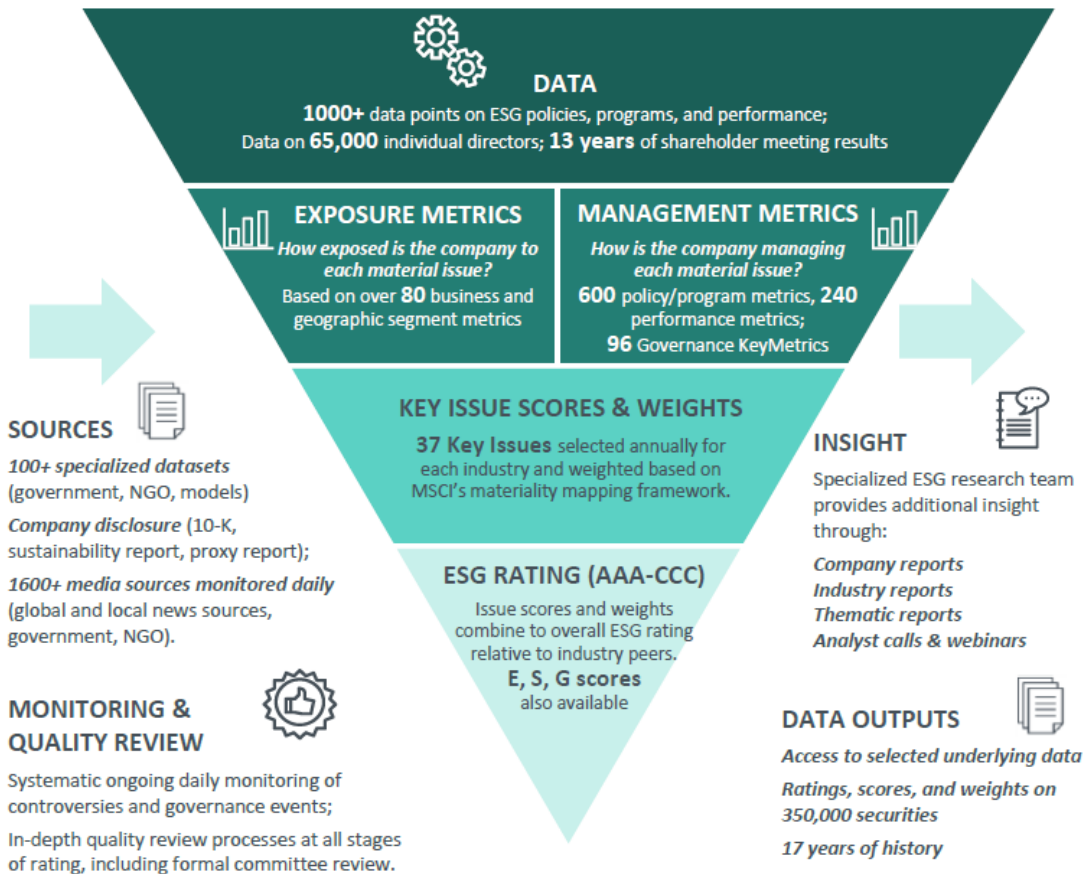 DATA
1000+ data points on ESG policies, programs, and performance;
Data on 65,000 individual directors; 13 years of shareholder meeting results
EXPOSURE METRICS
How exposed is the company to
each material issue?
Based on over 80 business and
geographic segment metrics
MANAGEMENT METRICS
How is the company managing
each material issue?
600 policy/program metrics, 240
performance metrics;
96 Governance KeyMetrics
KEY ISSUE SCORES & WEIGHTS
37 Key Issues selected annually for
each industry and weighted based on
MSCI's materiality mapping framework.
ESG RATING (AAA-CCC)
Issue scores and weights
combine to overall ESG rating
relative to industry peers.
E, S, G scores
also available
SOURCES
100+ specialized datasets
(government, NGO, models)
Company disclosure (10-K,
sustainability report, proxy report);
1600+ media sources monitored daily
(global and local news sources,
government, NGO).
MONITORING &
QUALITY REVIEW
Systematic ongoing daily monitoring of
controversies and governance events;
In-depth quality review processes at all stages
of rating, including formal committee review.
INSIGHT
Specialized ESG research team
provides additional insight
through:
Company reports
Industry reports
Thematic reports
Analyst calls & webinars
DATA OUTPUTS
Access to selected underlying data
Ratings, scores, and weights on
350,000 securities
17 years of history